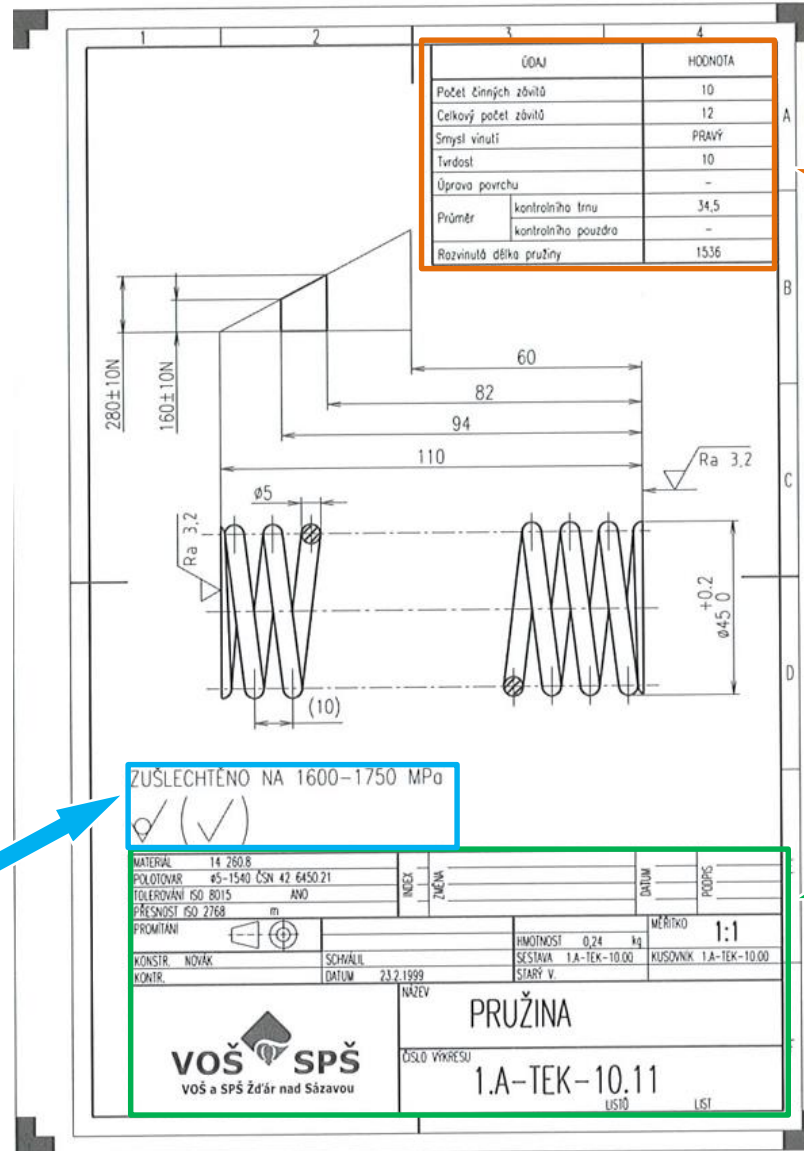 1 2 3 4
ÚDAJ HODNOTA
Počet činných závitů 10
Celkový počet závitů 12
Smysl vinutí PRAVÝ
Tvrdost 10
Úprava povrchu –
Průměr kontrolního trnu 34,5
kontrolního pouzdra –
Rozvinutá délka pružiny 1536
A
B
C
D
280±10N
160±10N
60
82
94
110
Ra 3,2
Ø5
Ra 3,2
+0.2
Ø45 0
(10)
ZUŠLECHTĚNO NA 1600–1750 MPa
MATERIÁL 14 260.8
POLOTOVAR Ø5–1540 ČSN 42 6450.21
TOLEROVÁNÍ ISO 8015 ANO
PŘESNOST ISO 2768 m
INDEX ZMĚNA DATUM PODPIS
PROMÍTÁNÍ
HMOTNOST 0,24 kg
MĚŘÍTKO 1:1
KONSTR. NOVÁK SCHVÁLIL SESTAVA 1.A–TEK–10.00 KUSOVNÍK 1.A–TEK–10.00
KONTR. DATUM 23.2.1999 STARÝ V.
NÁZEV
PRUŽINA
VOŠ SPŠ
VOŠ a SPŠ Žďár nad Sázavou
ČÍSLO VÝKRESU
1.A–TEK–10.11
LISTŮ LIST